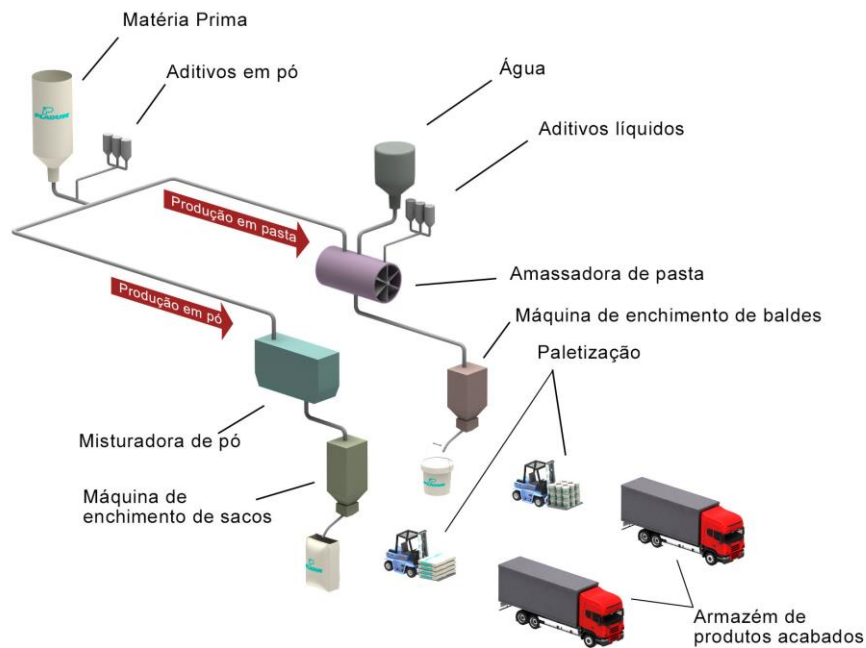 Matéria Prima
Aditivos em pó
Água
Aditivos líquidos
PLADUR
Produção em pasta
Amassadora de pasta
Produção em pó
Máquina de enchimento de baldes
Paletização
Misturadora de pó
Máquina de
enchimento de sacos
Armazém de
produtos acabados